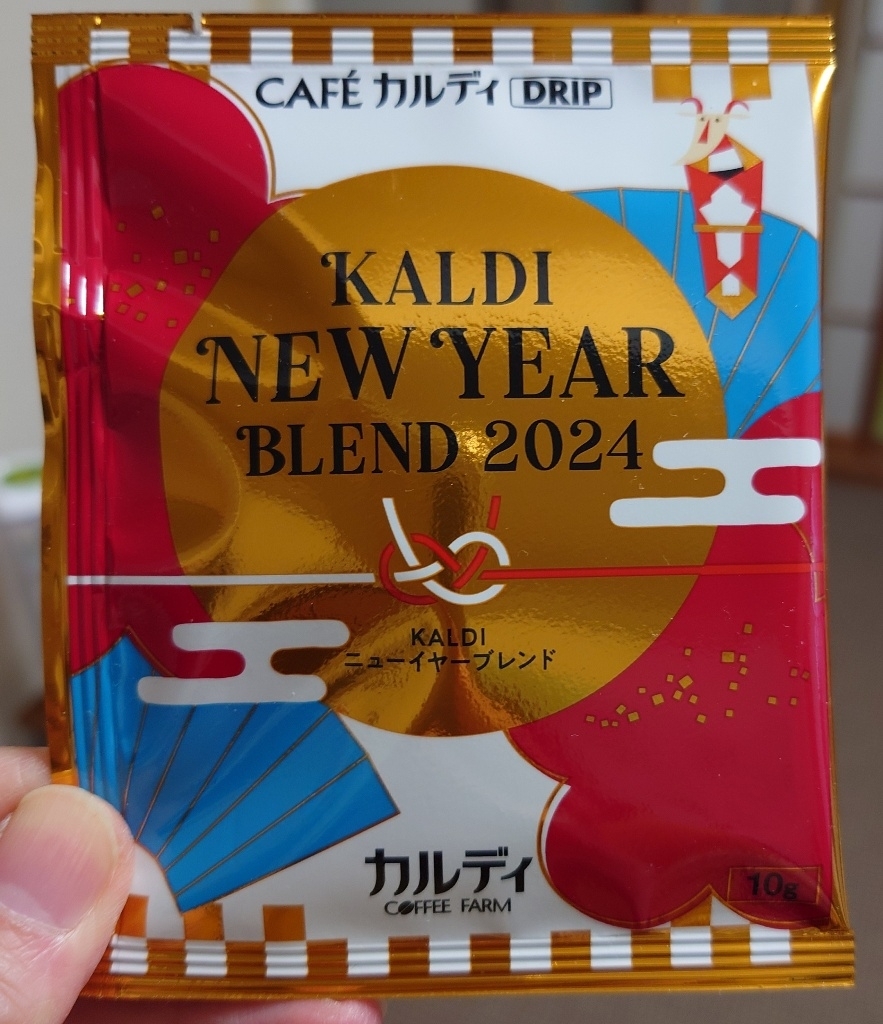 CAFÉ カルディ DRIP
KALDI
NEW YEAR
BLEND 2024
KALDI
ニューイヤーブレンド
カルディ
COFFEE FARM
10g